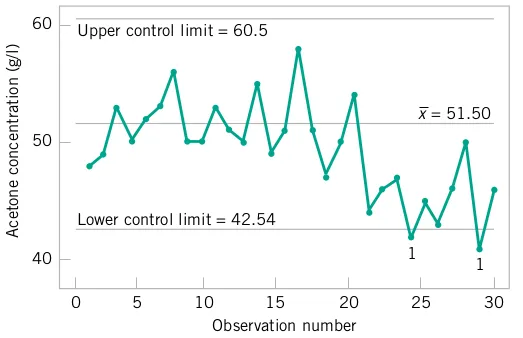 60
Upper control limit = 60.5
x̅ = 51.50
50
Lower control limit = 42.54
40
1
1
0 5 10 15 20 25 30
Observation number
Acetone concentration (g/l)